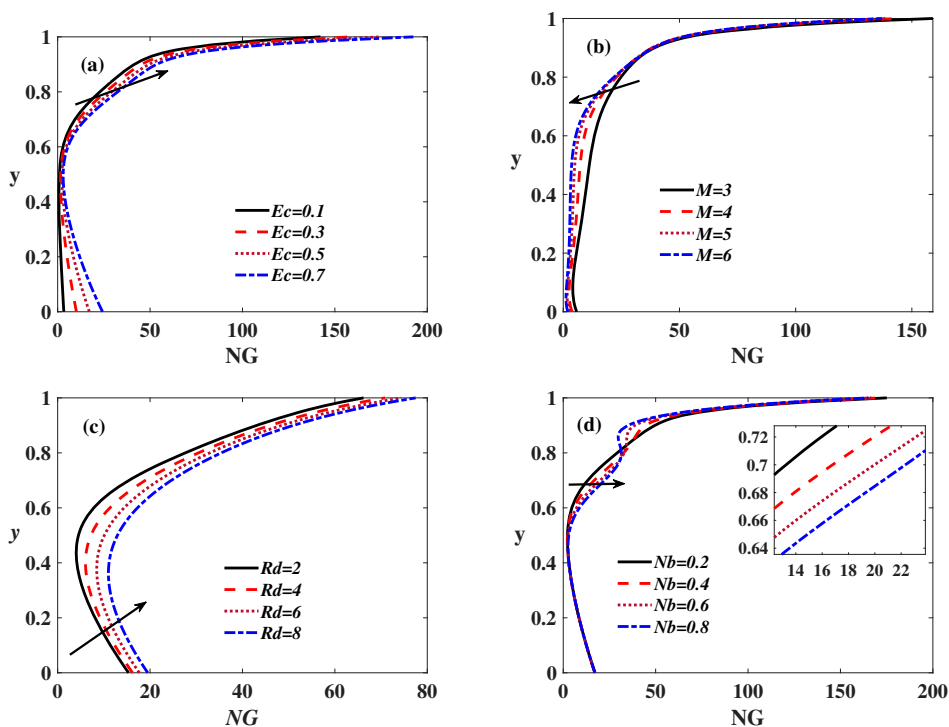 (a)
1
0.8
0.6
0.4
0.2
0
y
Ec=0.1
Ec=0.3
Ec=0.5
Ec=0.7
0 50 100 150 200
NG
(b)
1
0.8
0.6
0.4
0.2
0
y
M=3
M=4
M=5
M=6
0 50 100 150
NG
(c)
1
0.8
0.6
0.4
0.2
0
y
Rd=2
Rd=4
Rd=6
Rd=8
0 20 40 60 80
NG
(d)
1
0.8
0.6
0.4
0.2
0
y
0.72
0.7
0.68
0.66
0.64
14 16 18 20 22
Nb=0.2
Nb=0.4
Nb=0.6
Nb=0.8
0 50 100 150 200
NG